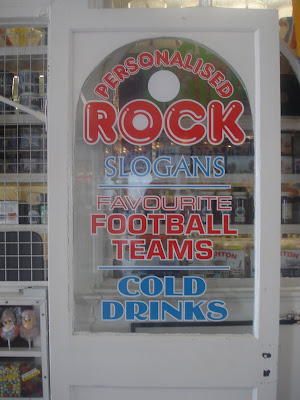 PERSONALISED
ROCK
SLOGANS
FAVOURITE
FOOTBALL
TEAMS
COLD
DRINKS